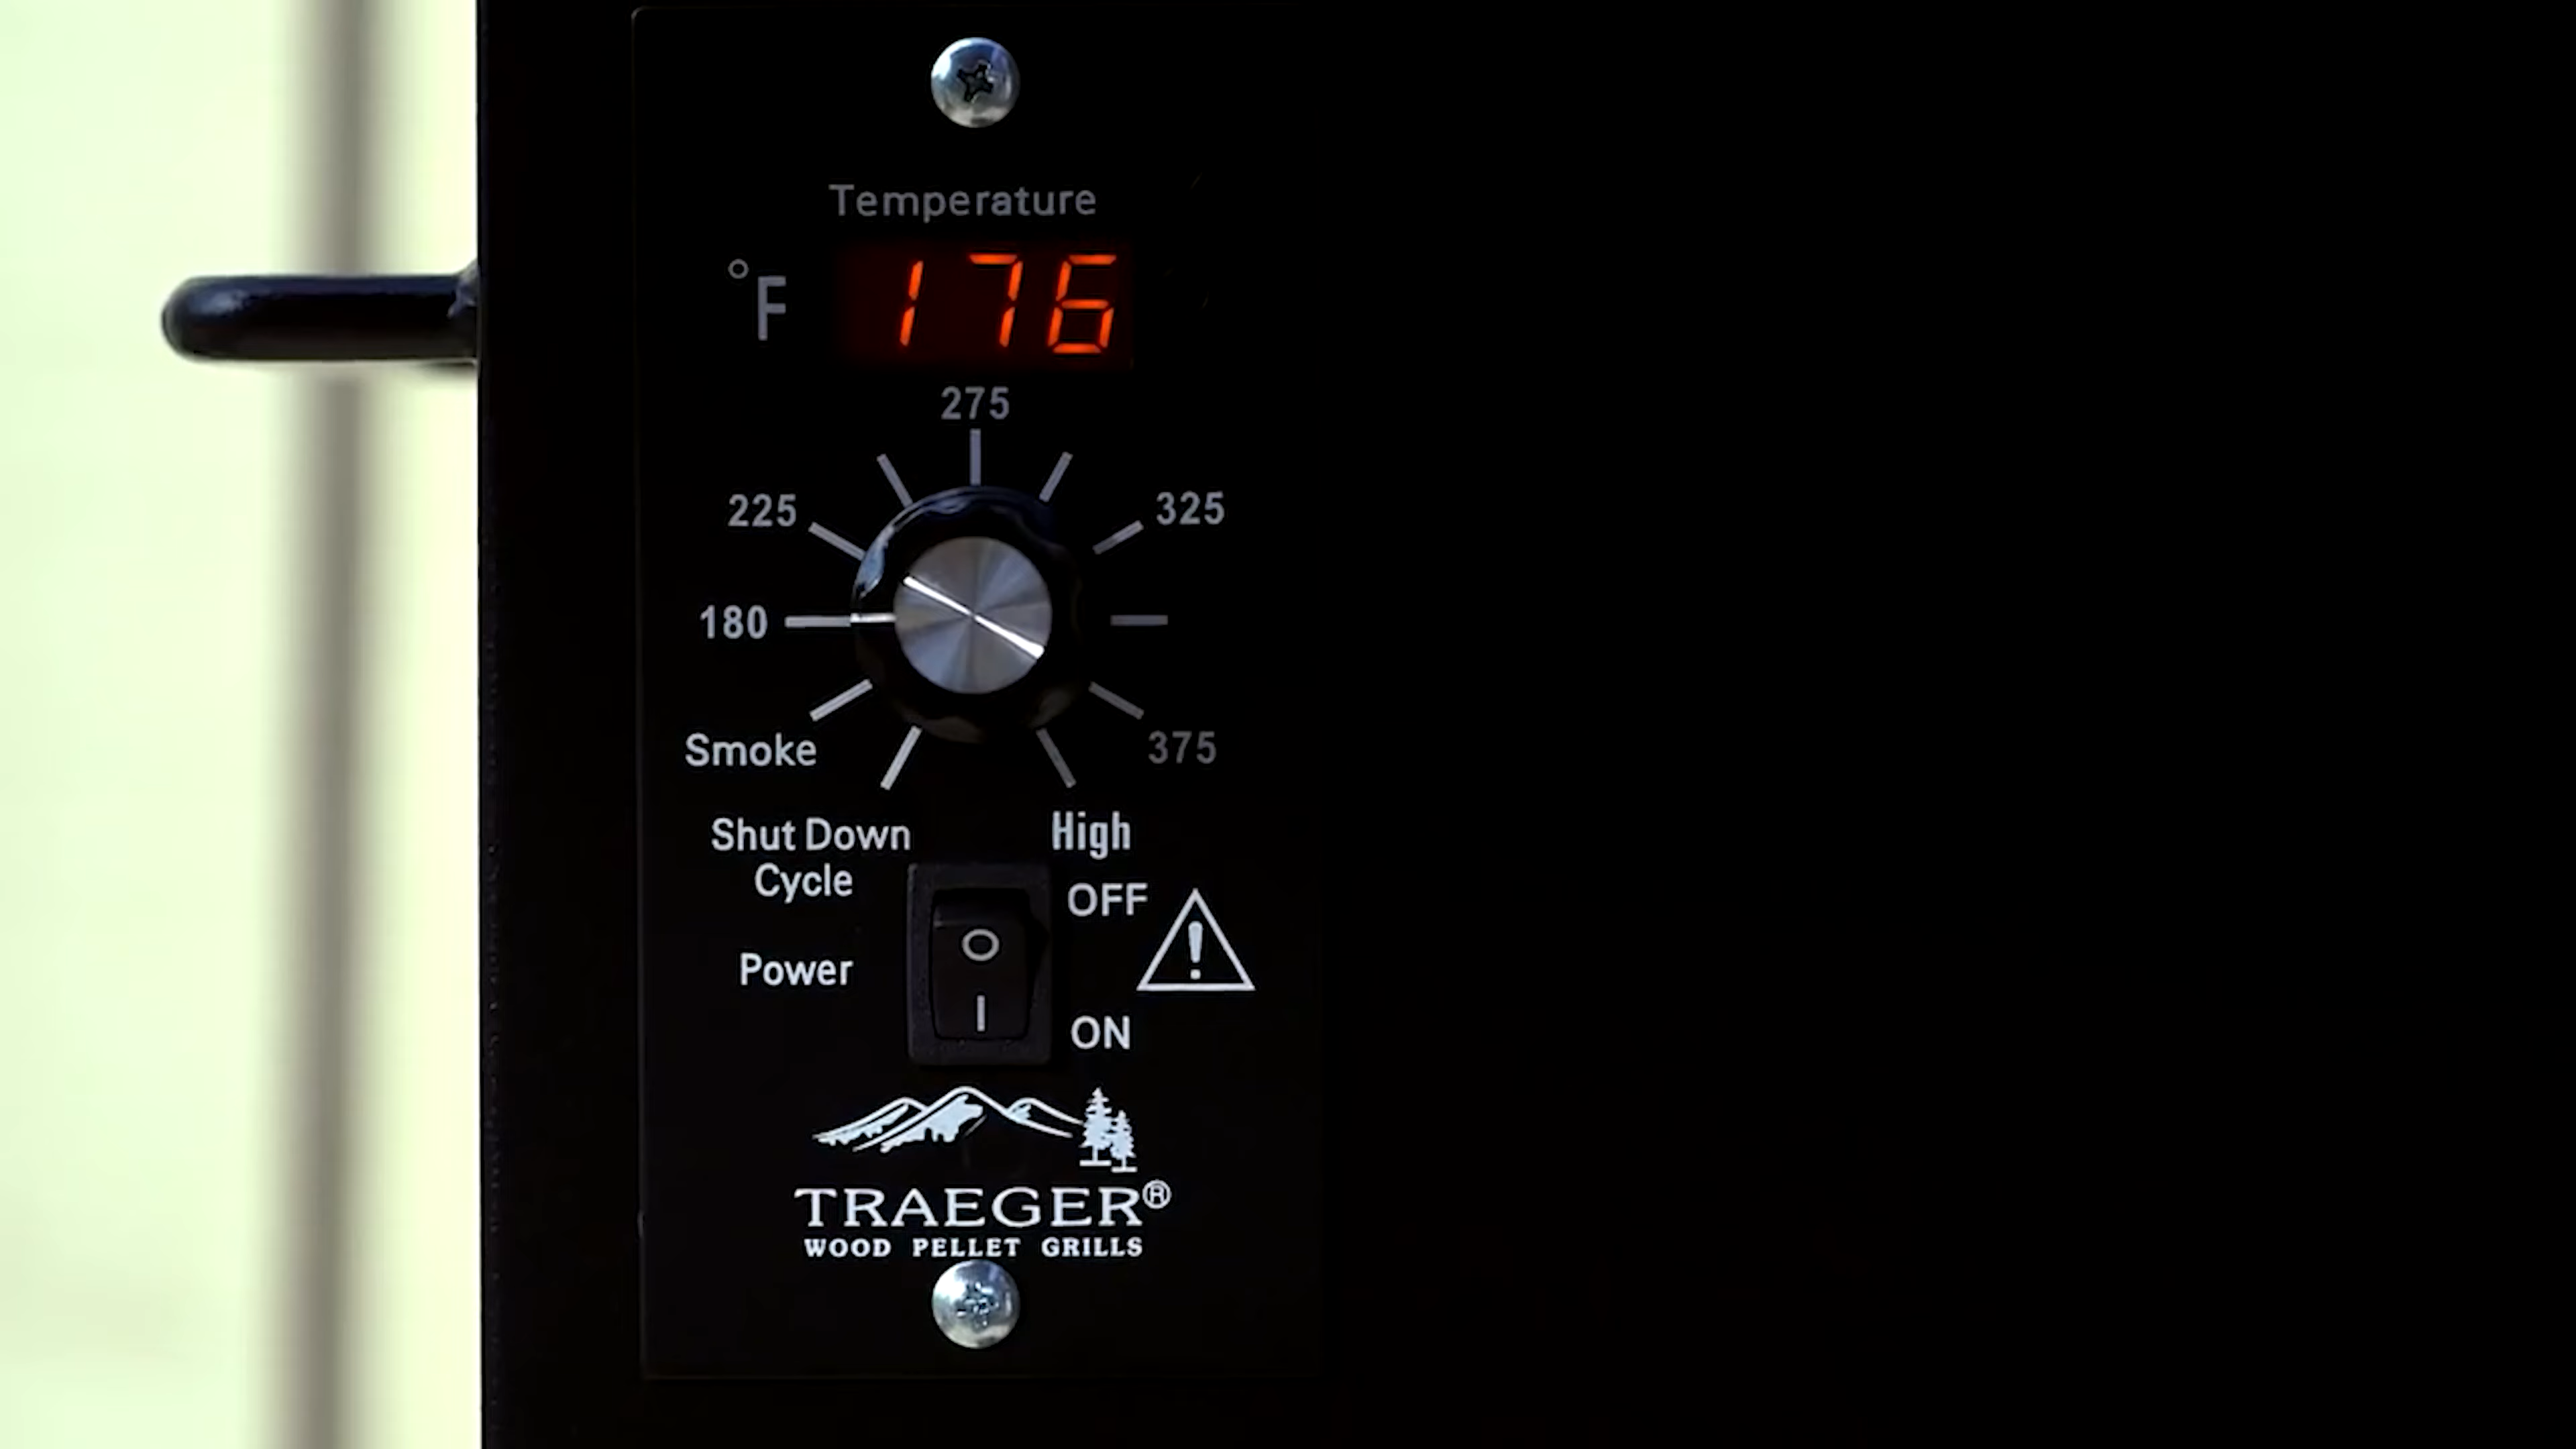 Temperature
°F 176
275
225
325
180
Smoke
375
Shut Down
Cycle
High
OFF
Power
O
I
ON
TRAEGER®
WOOD PELLET GRILLS